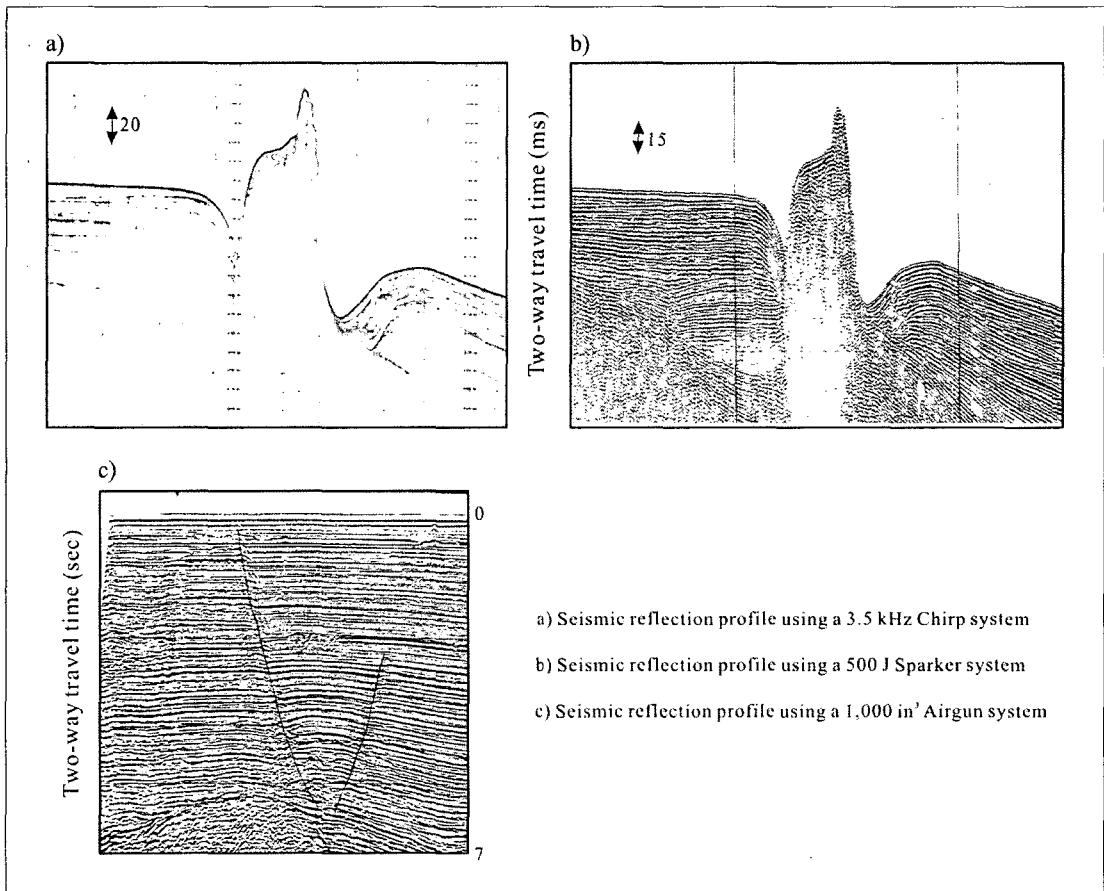 a)
20
b)
Two-way travel time (ms)
15
c)
Two-way travel time (sec)
0
7
a) Seismic reflection profile using a 3.5 kHz Chirp system
b) Seismic reflection profile using a 500 J Sparker system
c) Seismic reflection profile using a 1,000 in³ Airgun system